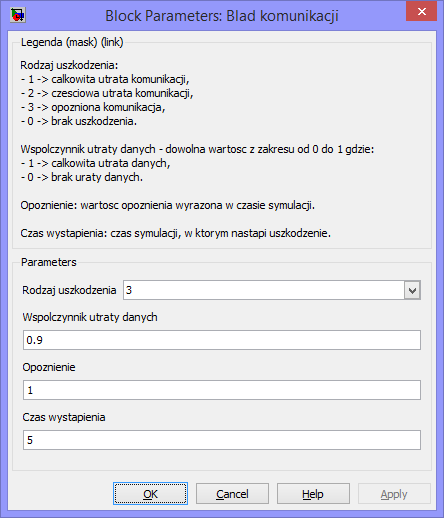 Block Parameters: Blad komunikacji
Legenda (mask) (link)
Rodzaj uszkodzenia:
- 1 -> calkowita utrata komunikacji,
- 2 -> czesciowa utrata komunikacji,
- 3 -> opozniona komunikacja,
- 0 -> brak uszkodzenia.
Wspolczynnik utraty danych - dowolna wartosc z zakresu od 0 do 1 gdzie:
- 1 -> calkowita utrata danych,
- 0 -> brak uraty danych.
Opoznienie: wartosc opoznienia wyrazona w czasie symulacji.
Czas wystapienia: czas symulacji, w ktorym nastapi uszkodzenie.
Parameters
Rodzaj uszkodzenia 3
Wspolczynnik utraty danych
0.9
Opoznienie
1
Czas wystapienia
5
OK Cancel Help Apply